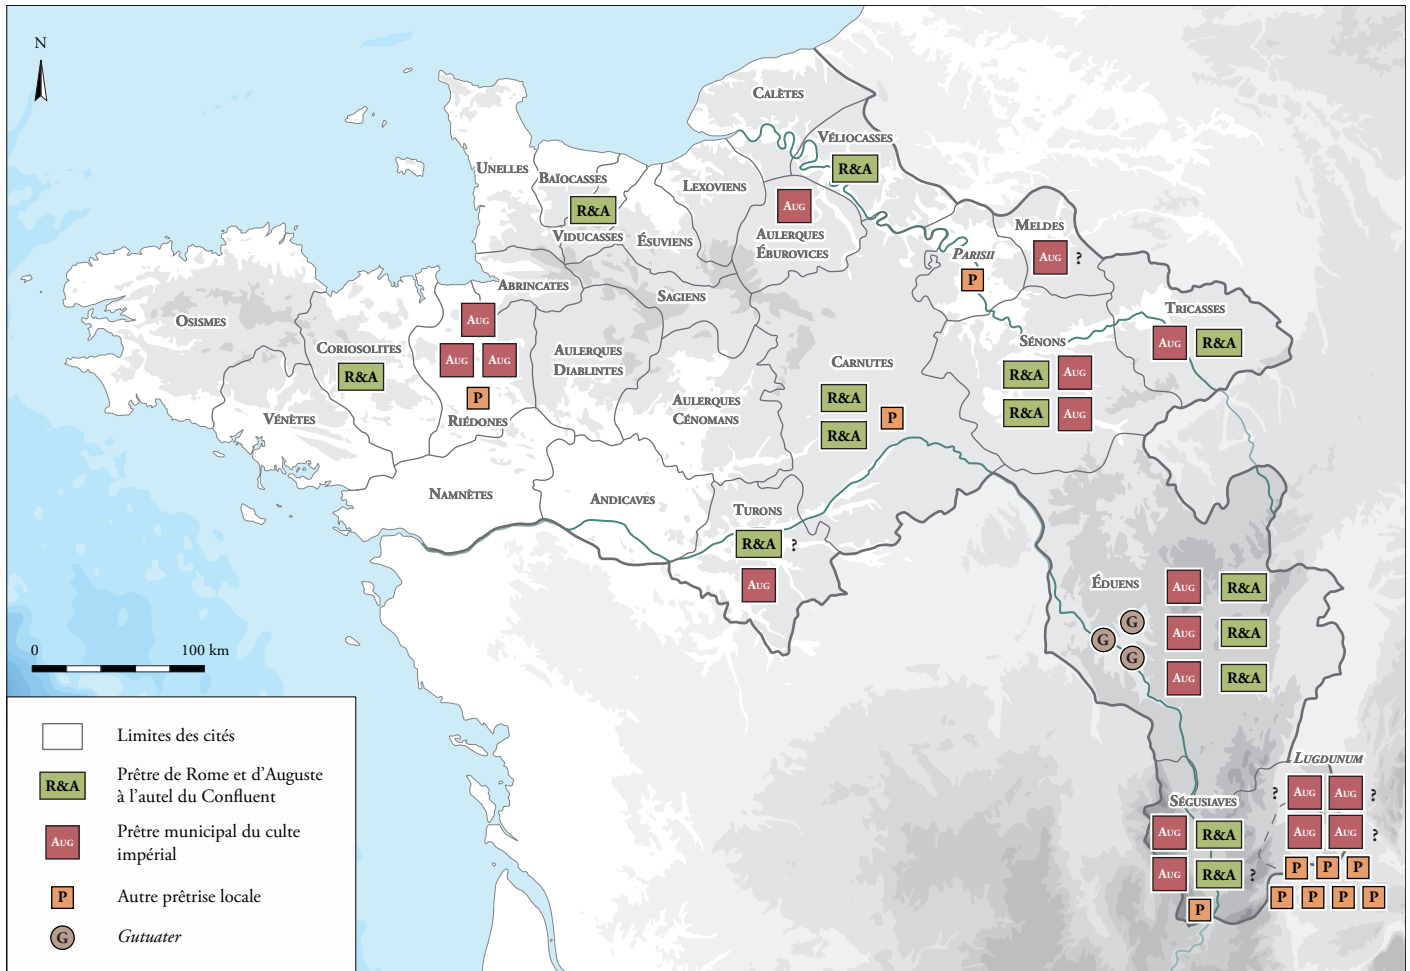 N
CALÈTES
VÉLIOCASSES
R&A
UNELLES
BAÏOCASSES
R&A
VIDUCASSES
LEXOVIENS
ÉSUVIENS
AUG
AULERQUES
ÉBUROVICES
MELDES
AUG ?
PARISII
P
ABRINCATES
SAGIENS
TRICASSES
AUG R&A
OSISMES
CORIOSOLITES
R&A
AUG
AUG AUG
P
RIÉDONES
AULERQUES
DIABLINTES
SÉNONS
R&A AUG
R&A AUG
CARNUTES
R&A
R&A
P
VÉNÈTES
AULERQUES
CÉNOMANS
NAMNÈTES
ANDICAVES
TURONS
R&A ?
AUG
ÉDUENS
AUG R&A
AUG R&A
AUG R&A
G
G
G
0 100 km
LUGDUNUM
? AUG AUG ?
AUG AUG ?
P P P
P P P P
SÉGUSIAVES
AUG R&A
AUG R&A ?
P
Limites des cités
R&A Prêtre de Rome et d'Auguste
à l'autel du Confluent
AUG Prêtre municipal du culte
impérial
P Autre prêtrise locale
G Gutuater